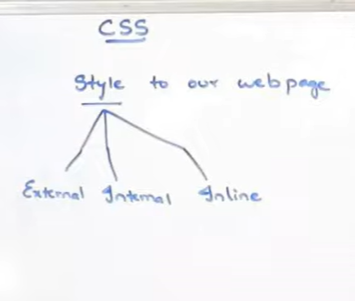 CSS
Style to our webpage
External Internal Inline